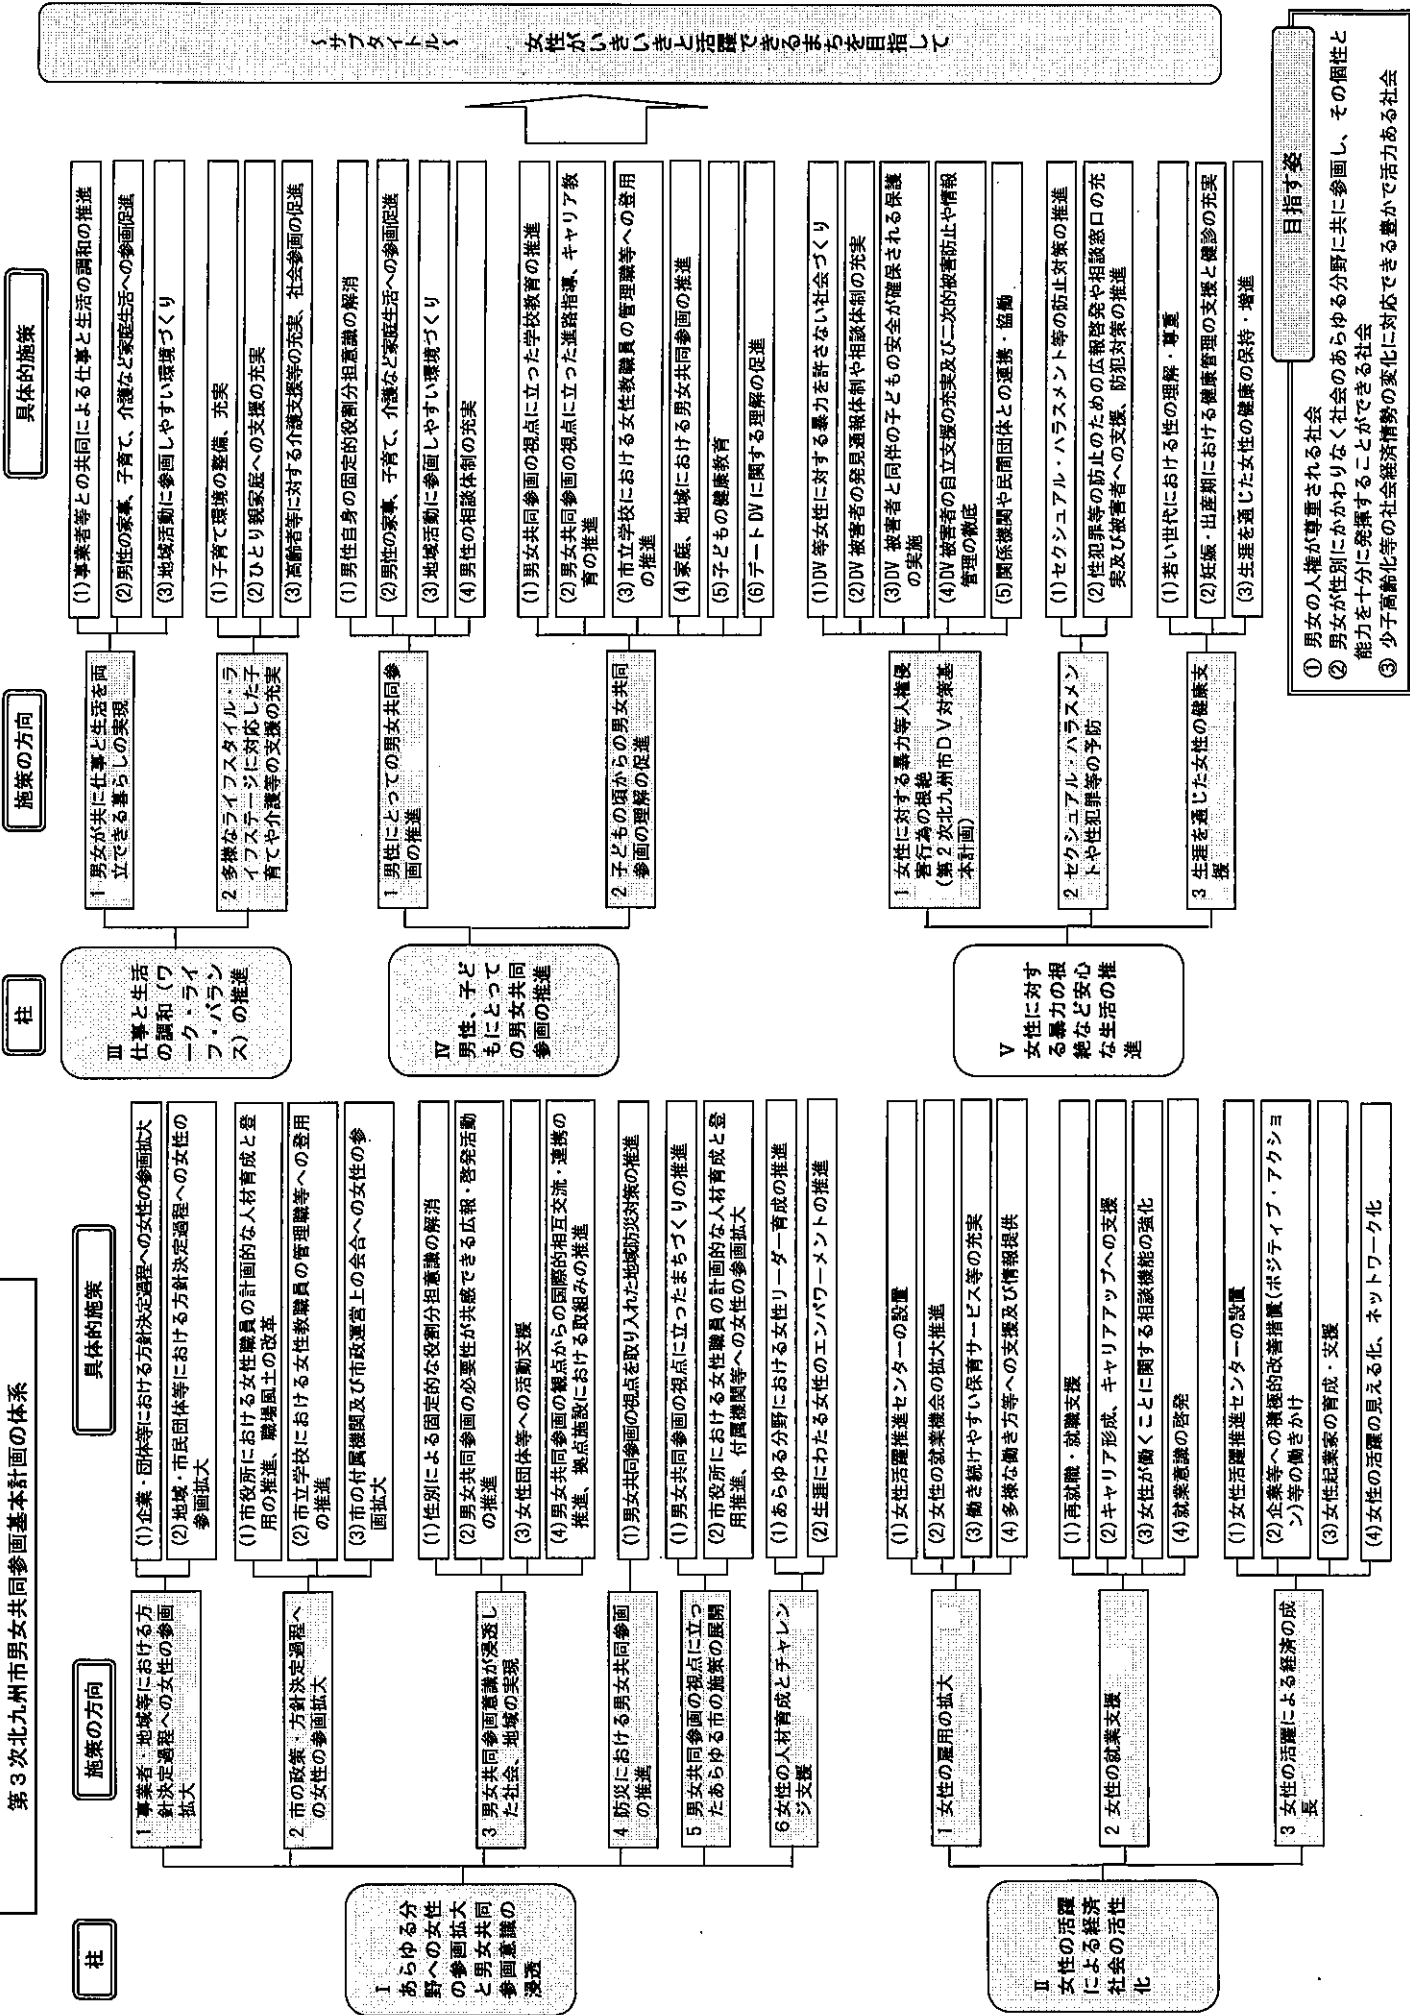 第3次北九州市男女共同参画基本計画の体系
柱
施策の方向
具体的施策
Ⅰ
あらゆる分
野への女性
の参画拡大
と男女共同
参画意識の
浸透
1 事業者・地域等における方
針決定過程への女性の参画
拡大
(1)企業・団体等における方針決定過程への女性の参画拡大
(2)地域・市民団体等における方針決定過程への女性の
参画拡大
2 市の政策・方針決定過程へ
の女性の参画拡大
(1)市役所における女性職員の計画的な人材育成と登
用の推進、職場風土の改革
(2)市立学校における女性教職員の管理職等への登用
の推進
(3)市の付属機関及び市政運営上の会合への女性の参
画拡大
3 男女共同参画意識が浸透し
た社会、地域の実現
(1)性別による固定的な役割分担意識の解消
(2)男女共同参画の必要性が共感できる広報・啓発活動
の推進
(3)女性団体等への活動支援
(4)男女共同参画の観点からの国際的相互交流・連携の
推進、拠点施設における取組みの推進
4 防災における男女共同参画
の推進
(1)男女共同参画の視点を取り入れた地域防災対策の推進
5 男女共同参画の視点に立っ
たあらゆる市の施策の展開
(1)男女共同参画の視点に立ったまちづくりの推進
(2)市役所における女性職員の計画的な人材育成と登
用推進、付属機関等への女性の参画拡大
6 女性の人材育成とチャレン
ジ支援
(1)あらゆる分野における女性リーダー育成の推進
(2)生涯にわたる女性のエンパワーメントの推進
Ⅱ
女性の活躍
による経済
社会の活性
化
1 女性の雇用の拡大
(1)女性活躍推進センターの設置
(2)女性の就業機会の拡大推進
(3)働き続けやすい保育サービス等の充実
(4)多様な働き方等への支援及び情報提供
2 女性の就業支援
(1)再就職・就職支援
(2)キャリア形成、キャリアアップへの支援
(3)女性が働くことに関する相談機能の強化
(4)就業意識の啓発
3 女性の活躍による経済の成
長
(1)女性活躍推進センターの設置
(2)企業等への積極的改善措置(ポジティブ・アクショ
ン)等の働きかけ
(3)女性起業家の育成・支援
(4)女性の活躍の見える化、ネットワーク化
柱
施策の方向
具体的施策
Ⅲ
仕事と生活
の調和（ワ
ーク・ライ
フ・バラン
ス）の推進
1 男女が共に仕事と生活を両
立できる暮らしの実現
(1)事業者等との共同による仕事と生活の調和の推進
(2)男性の家事、子育て、介護など家庭生活への参画促進
(3)地域活動に参画しやすい環境づくり
2 多様なライフスタイル・ラ
イフステージに対応した子
育てや介護等の支援の充実
(1)子育て環境の整備、充実
(2)ひとり親家庭への支援の充実
(3)高齢者等に対する介護支援等の充実、社会参画の促進
Ⅳ
男性、子ど
もにとって
の男女共同
参画の推進
1 男性にとっての男女共同参
画の推進
(1)男性自身の固定的役割分担意識の解消
(2)男性の家事、子育て、介護など家庭生活への参画促進
(3)地域活動に参画しやすい環境づくり
(4)男性の相談体制の充実
2 子どもの頃からの男女共同
参画の理解の促進
(1)男女共同参画の視点に立った学校教育の推進
(2)男女共同参画の視点に立った進路指導、キャリア教
育の推進
(3)市立学校における女性教職員の管理職等への登用
の推進
(4)家庭、地域における男女共同参画の推進
(5)子どもの健康教育
(6)デートDVに関する理解の促進
Ⅴ
女性に対す
る暴力の根
絶など安心
な生活の推
進
1 女性に対する暴力等人権侵
害行為の根絶
（第2次北九州市DV対策基
本計画）
(1)DV等女性に対する暴力を許さない社会づくり
(2)DV被害者の発見通報体制や相談体制の充実
(3)DV被害者と同伴の子どもの安全が確保される保護
の実施
(4)DV被害者の自立支援の充実及び二次的被害防止や情報
管理の徹底
(5)関係機関や民間団体との連携・協働
2 セクシュアル・ハラスメン
トや性犯罪等の予防
(1)セクシュアル・ハラスメント等の防止対策の推進
(2)性犯罪等の防止のための広報啓発や相談窓口の充
実及び被害者への支援、防犯対策の推進
3 生涯を通じた女性の健康支
援
(1)若い世代における性の理解・尊重
(2)妊娠・出産期における健康管理の支援と健診の充実
(3)生涯を通じた女性の健康の保持・増進
～サブタイトル～
女性がいきいきと活躍できるまちを目指して
目指す姿
① 男女の人権が尊重される社会
② 男女が性別にかかわりなく社会のあらゆる分野に共に参画し、その個性と
能力を十分に発揮することができる社会
③ 少子高齢化等の社会経済情勢の変化に対応できる豊かで活力ある社会